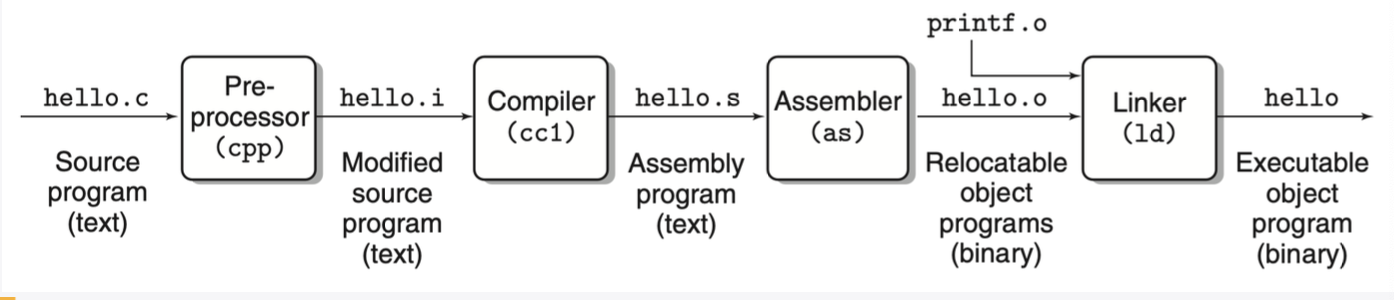 printf.o
hello.c
Pre-
processor
(cpp)
hello.i
Compiler
(cc1)
hello.s
Assembler
(as)
hello.o
Linker
(ld)
hello
Source
program
(text)
Modified
source
program
(text)
Assembly
program
(text)
Relocatable
object
programs
(binary)
Executable
object
program
(binary)